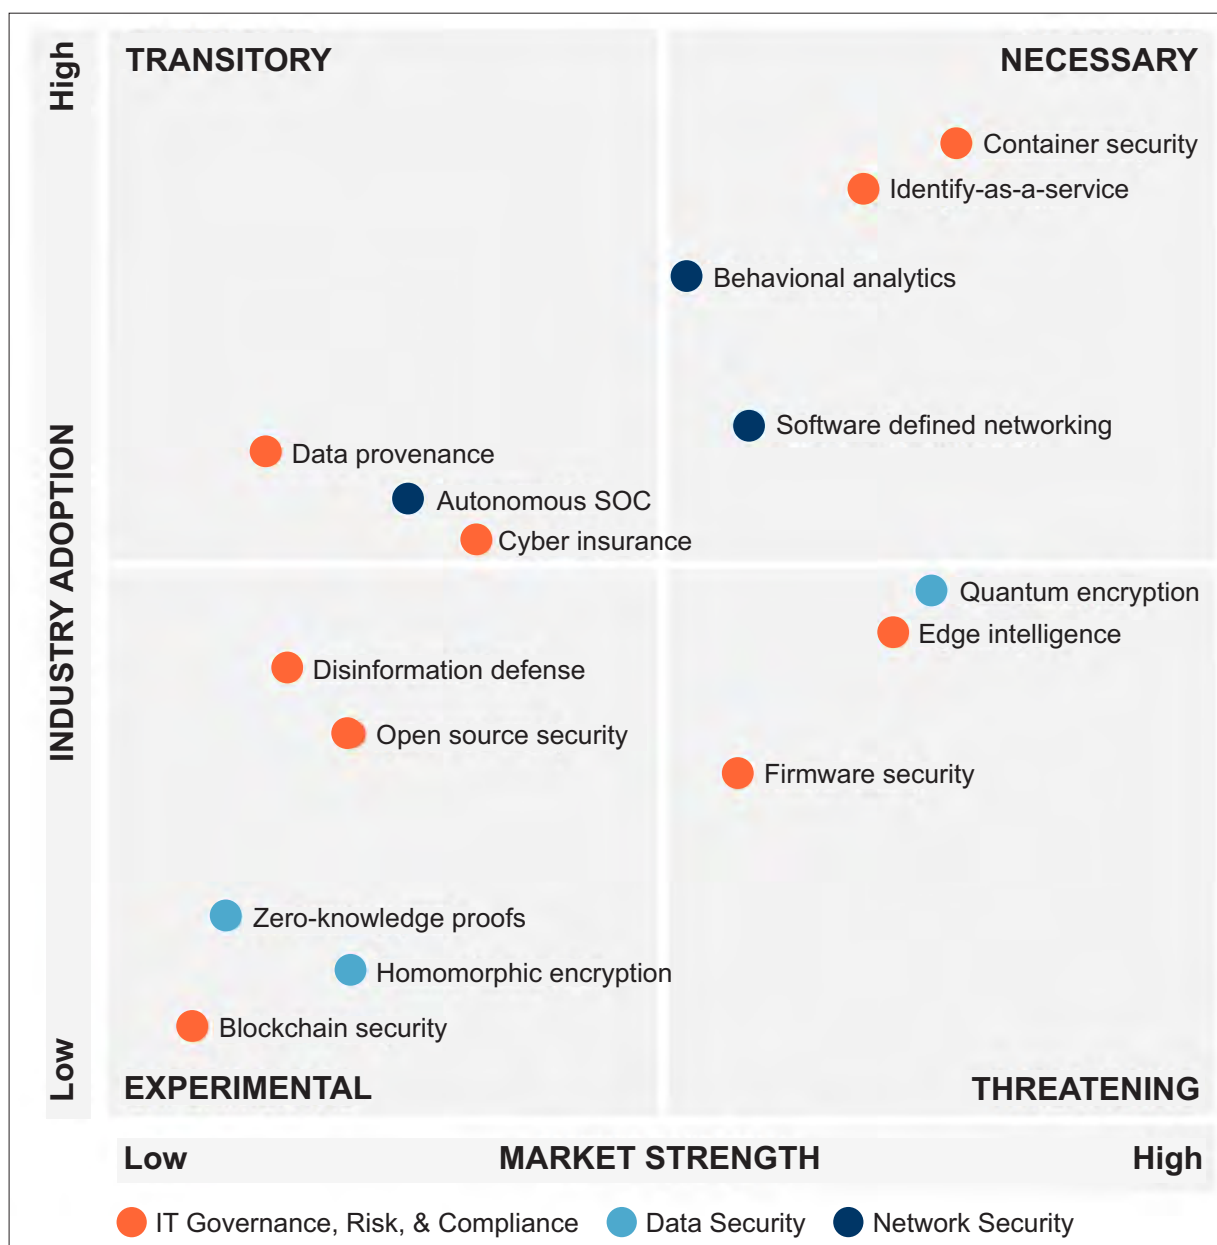 High
TRANSITORY
NECESSARY
Container security
Identify-as-a-service
Behavional analytics
Software defined networking
Data provenance
Autonomous SOC
Cyber insurance
INDUSTRY ADOPTION
Quantum encryption
Edge intelligence
Disinformation defense
Open source security
Firmware security
Zero-knowledge proofs
Homomorphic encryption
Blockchain security
Low
EXPERIMENTAL
THREATENING
Low
MARKET STRENGTH
High
IT Governance, Risk, & Compliance
Data Security
Network Security